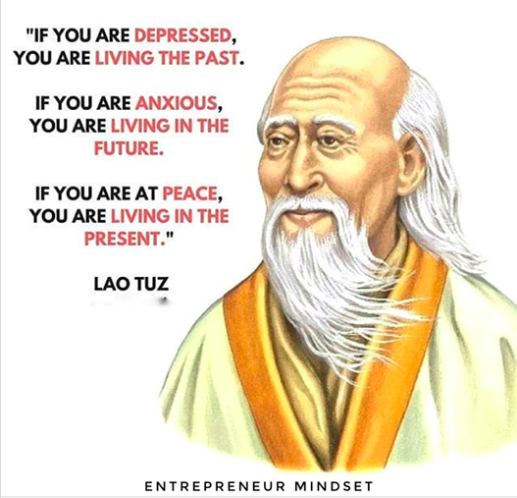 "IF YOU ARE DEPRESSED,
YOU ARE LIVING THE PAST.
IF YOU ARE ANXIOUS,
YOU ARE LIVING IN THE
FUTURE.
IF YOU ARE AT PEACE,
YOU ARE LIVING IN THE
PRESENT."
LAO TUZ
ENTREPRENEUR MINDSET